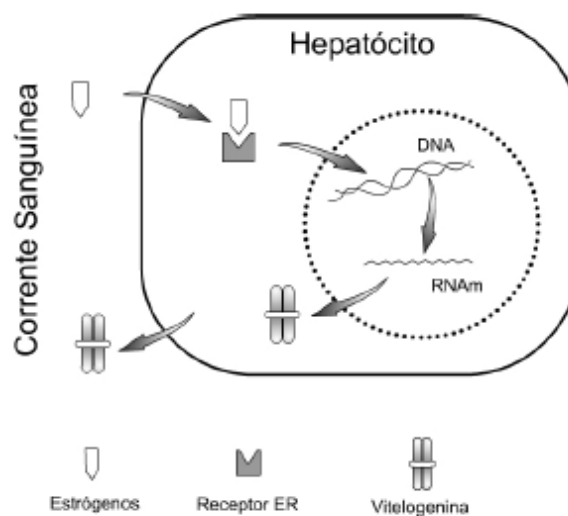 Hepatócito
Corrente Sanguínea
DNA
RNAm
Estrógenos
Receptor ER
Vitelogenina